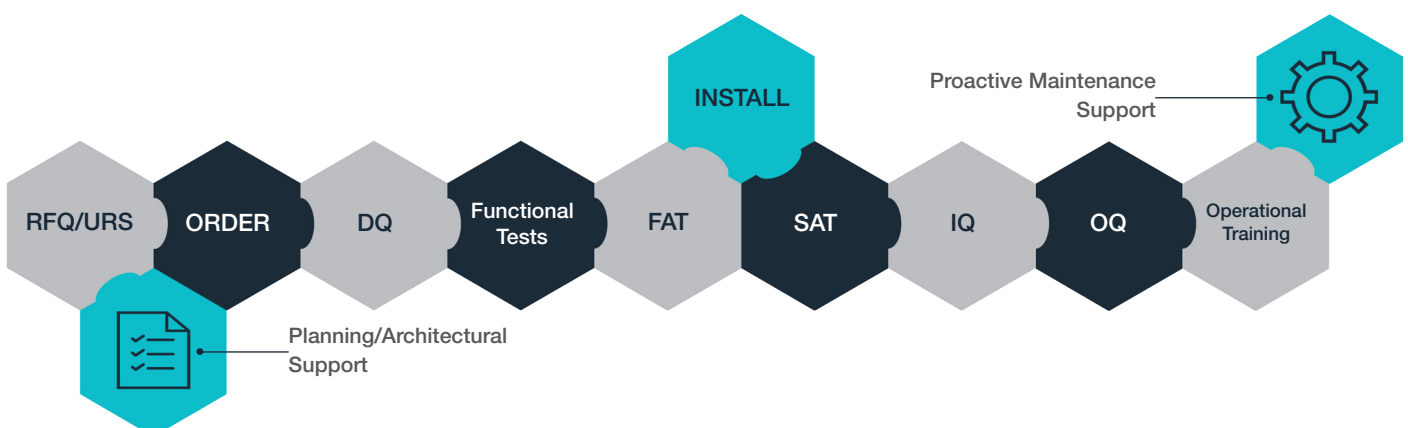 INSTALL
Proactive Maintenance
Support
RFQ/URS
ORDER
DQ
Functional
Tests
FAT
SAT
IQ
OQ
Operational
Training
Planning/Architectural
Support